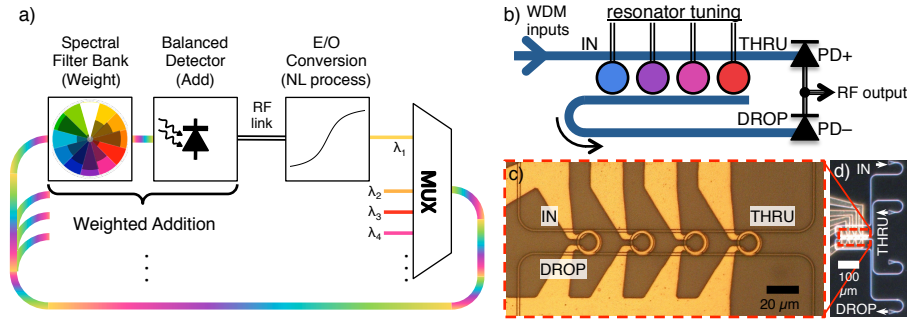 a)
Spectral
Filter Bank
(Weight)
Balanced
Detector
(Add)
E/O
Conversion
(NL process)
RF
link
λ1
λ2
λ3
λ4
MUX
Weighted Addition
b)
WDM
inputs
resonator tuning
IN
THRU
PD+
RF output
DROP
PD–
c)
IN
THRU
DROP
20 µm
d)
IN
THRU
100
µm
DROP